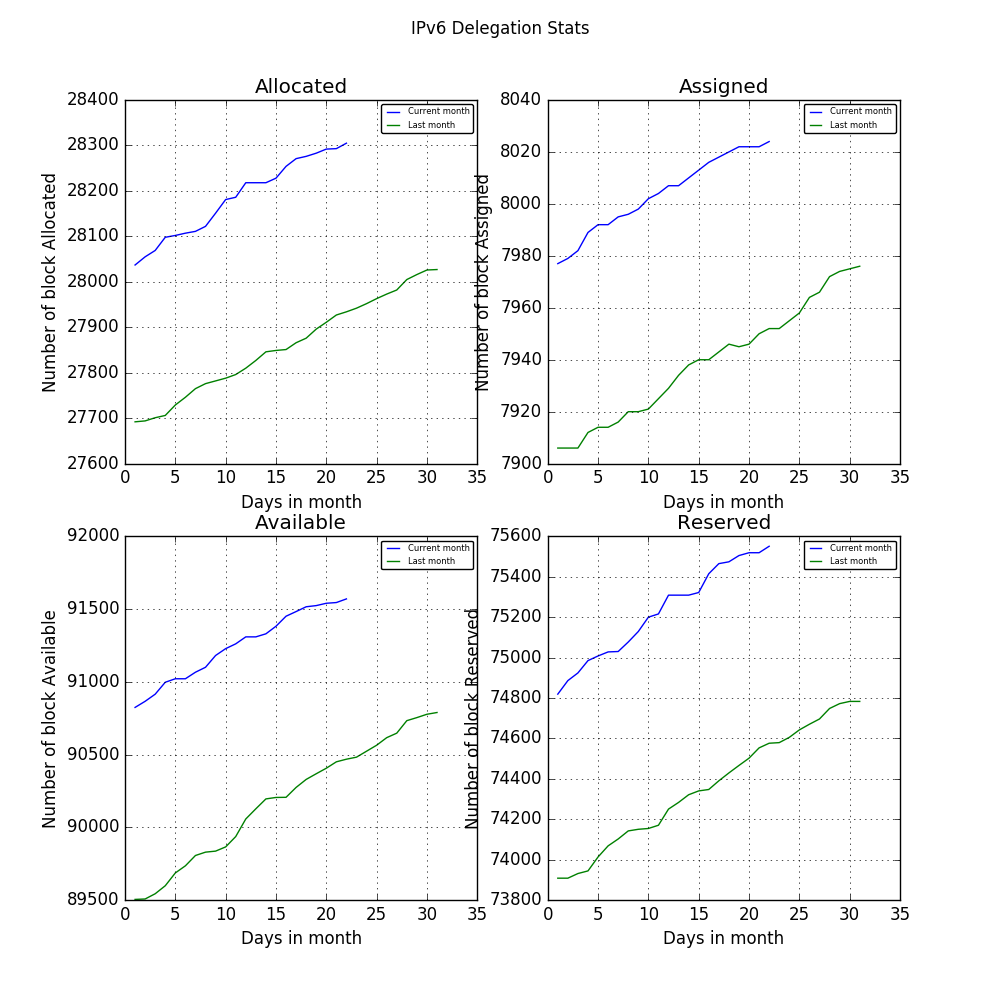 IPv6 Delegation Stats
Allocated
Number of block Allocated
28400
28300
28200
28100
28000
27900
27800
27700
27600
0 5 10 15 20 25 30 35
Days in month
Current month
Last month
Assigned
Number of block Assigned
8040
8020
8000
7980
7960
7940
7920
7900
0 5 10 15 20 25 30 35
Days in month
Current month
Last month
Available
Number of block Available
92000
91500
91000
90500
90000
89500
0 5 10 15 20 25 30 35
Days in month
Current month
Last month
Reserved
Number of block Reserved
75600
75400
75200
75000
74800
74600
74400
74200
74000
73800
0 5 10 15 20 25 30 35
Days in month
Current month
Last month